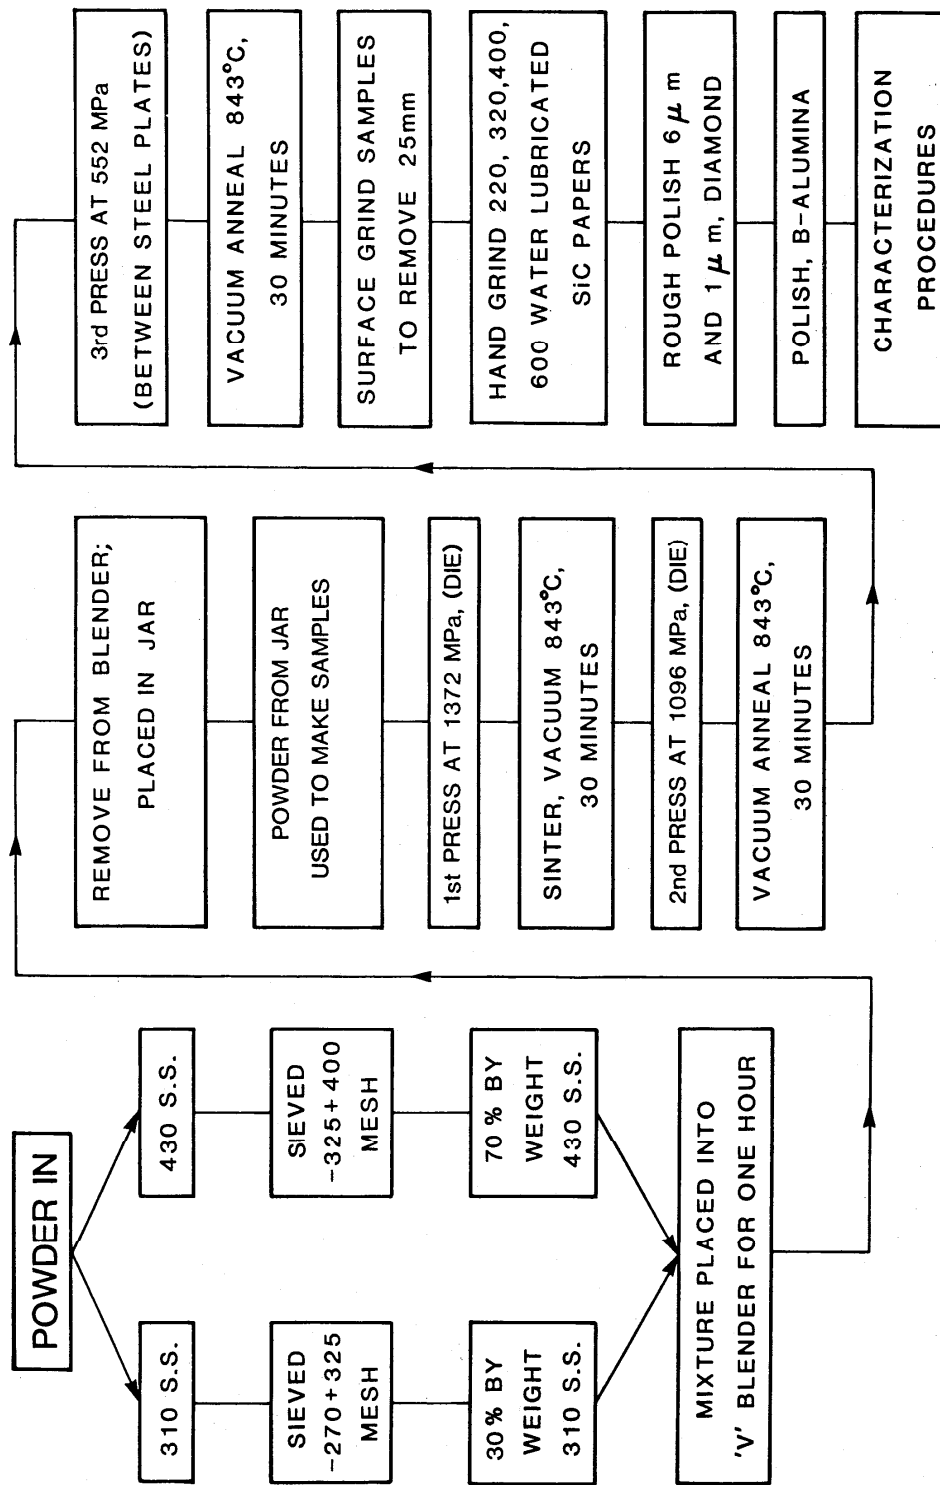 POWDER IN
310 S.S.
430 S.S.
SIEVED
-270+325
MESH
SIEVED
-325+400
MESH
30% BY
WEIGHT
310 S.S.
70% BY
WEIGHT
430 S.S.
MIXTURE PLACED INTO
'V' BLENDER FOR ONE HOUR
REMOVE FROM BLENDER;
PLACED IN JAR
POWDER FROM JAR
USED TO MAKE SAMPLES
1st PRESS AT 1372 MPa, (DIE)
SINTER, VACUUM 843°C,
30 MINUTES
2nd PRESS AT 1096 MPa, (DIE)
VACUUM ANNEAL 843°C,
30 MINUTES
3rd PRESS AT 552 MPa
(BETWEEN STEEL PLATES)
VACUUM ANNEAL 843°C,
30 MINUTES
SURFACE GRIND SAMPLES
TO REMOVE 25mm
HAND GRIND 220, 320,400,
600 WATER LUBRICATED
SiC PAPERS
ROUGH POLISH 6μm
AND 1μm, DIAMOND
POLISH, B-ALUMINA
CHARACTERIZATION
PROCEDURES